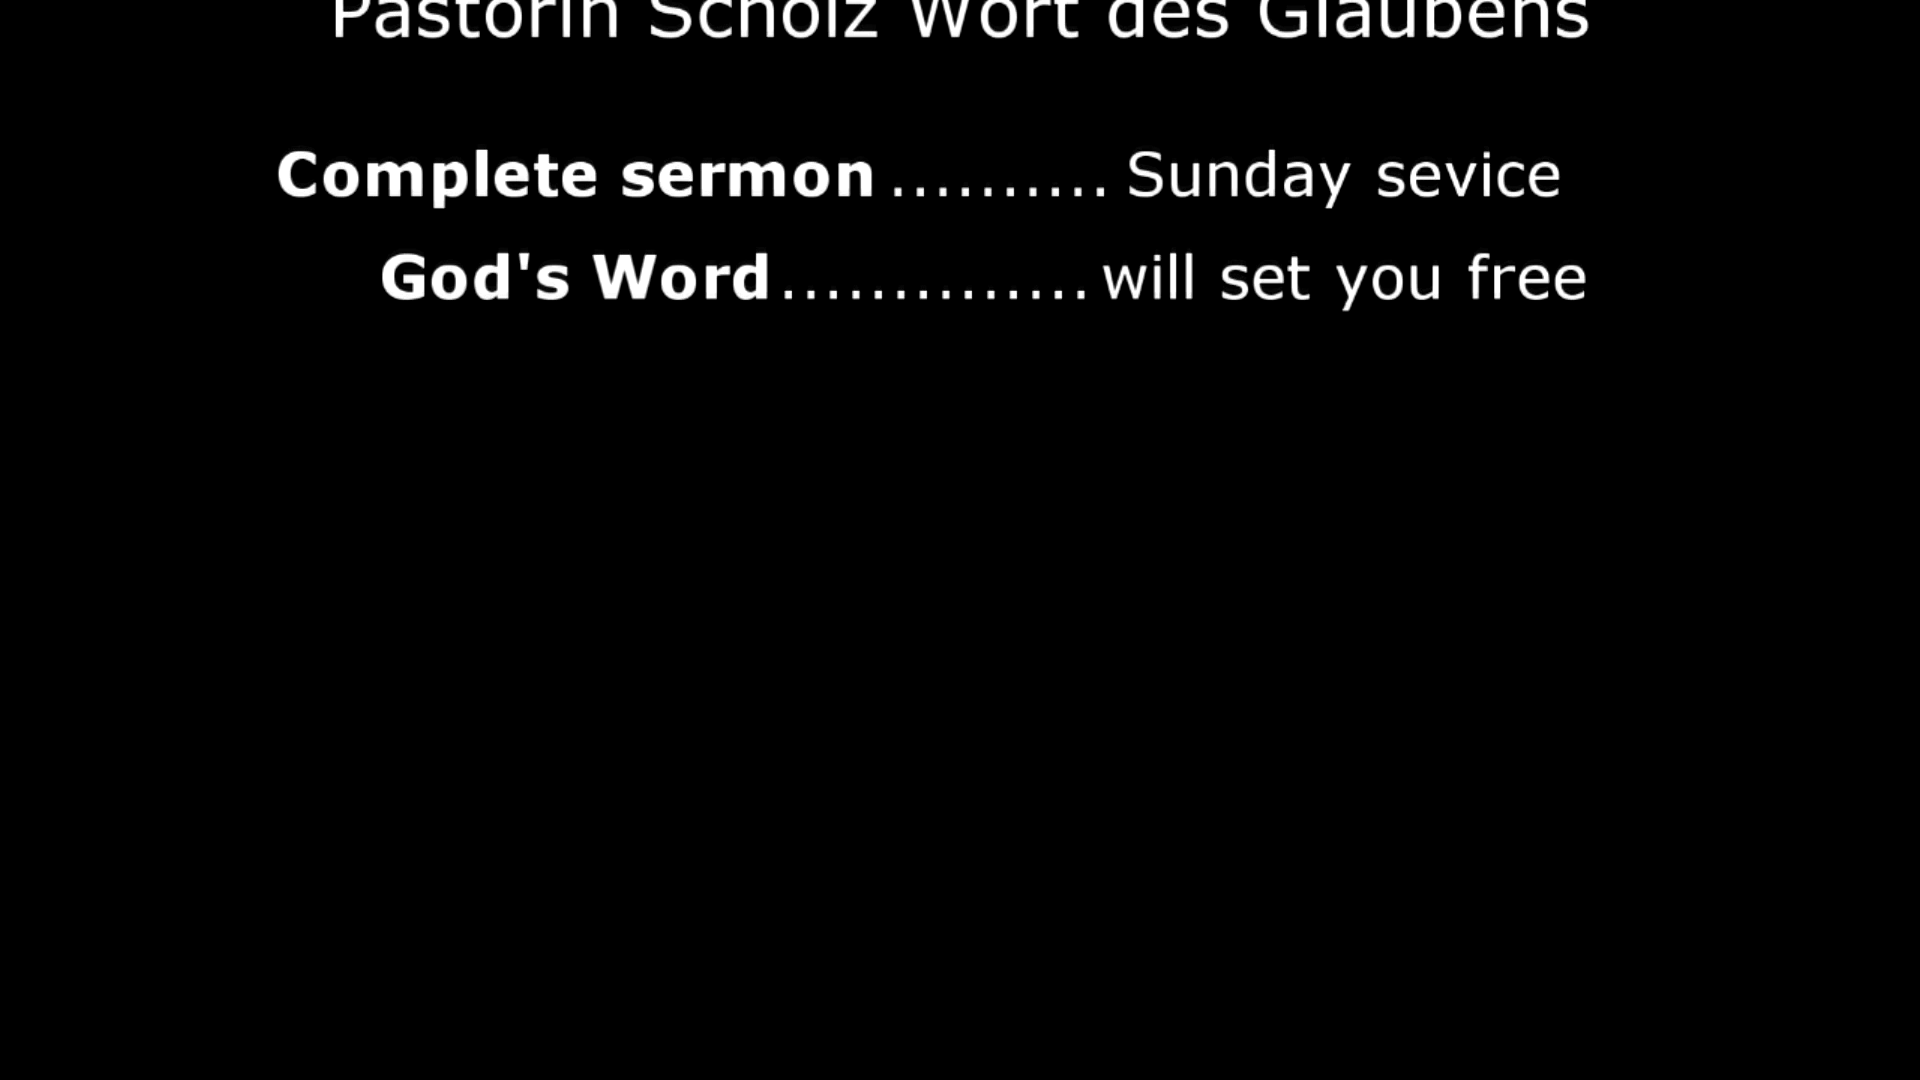 Pastorin Scholz Wort des Glaubens
Complete sermon .......... Sunday sevice
God's Word .............. will set you free